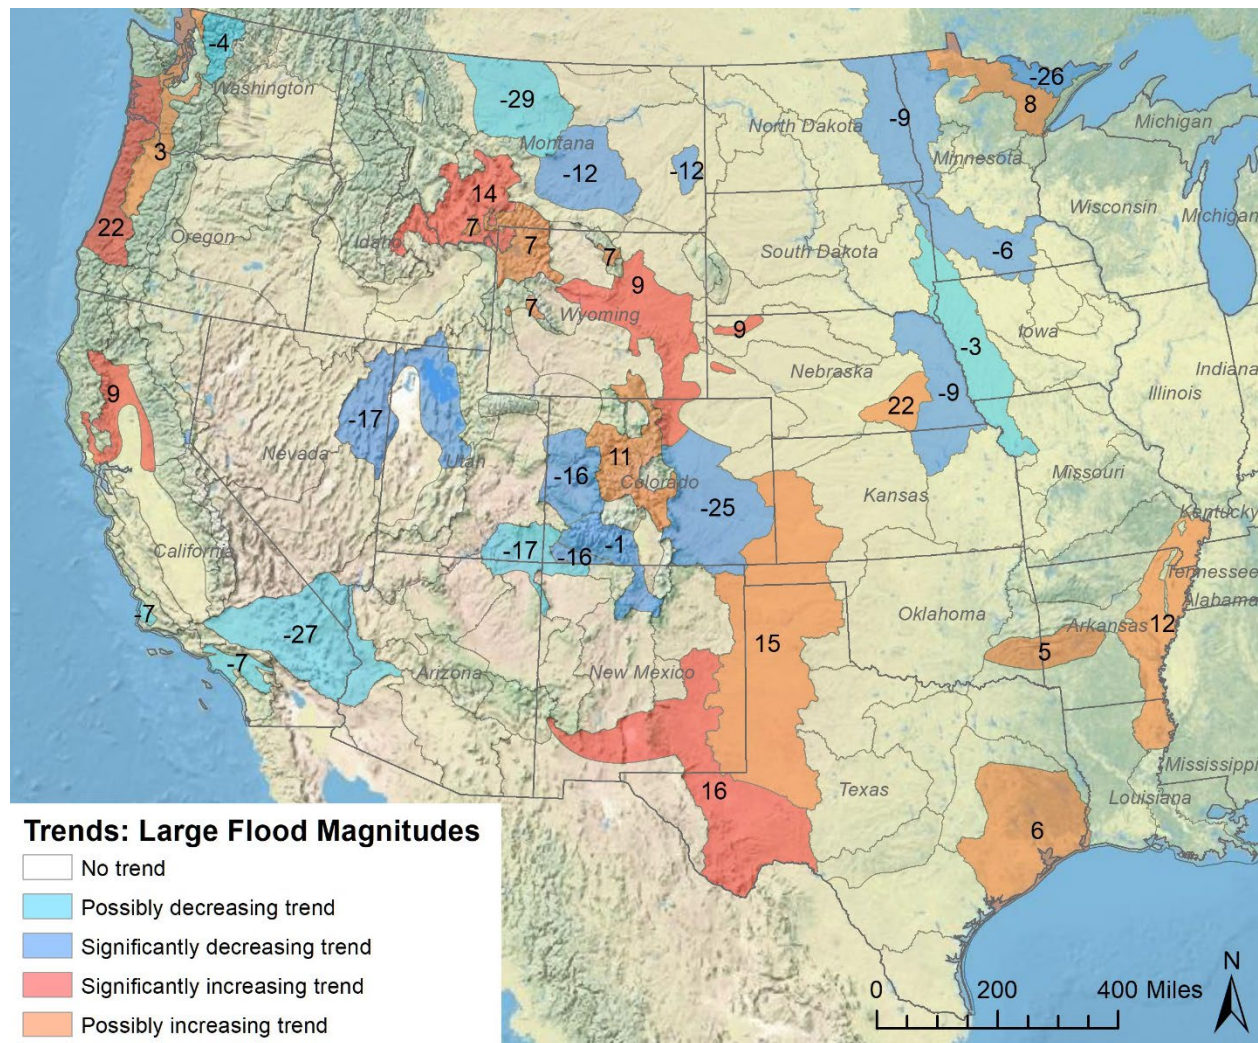 -4
Washington
-29
Montana
-12
-12
North Dakota
-9
-26
8
Michigan
Minnesota
3
14
7
Idaho
7
7
22
Oregon
Wisconsin
Michigan
South Dakota
-6
9
7
Wyoming
9
Iowa
-3
Nebraska
Indiana
Illinois
9
-17
Nevada
Utah
22
-9
11
Colorado
-16
-25
Kansas
Missouri
Kentucky
California
-17
-16
-1
Tennessee
Alabama
-7
-27
-7
Arizona
New Mexico
15
Oklahoma
Arkansas
12
5
16
Texas
Mississippi
Louisiana
6
Trends: Large Flood Magnitudes
No trend
Possibly decreasing trend
Significantly decreasing trend
Significantly increasing trend
Possibly increasing trend
N
0 200 400 Miles